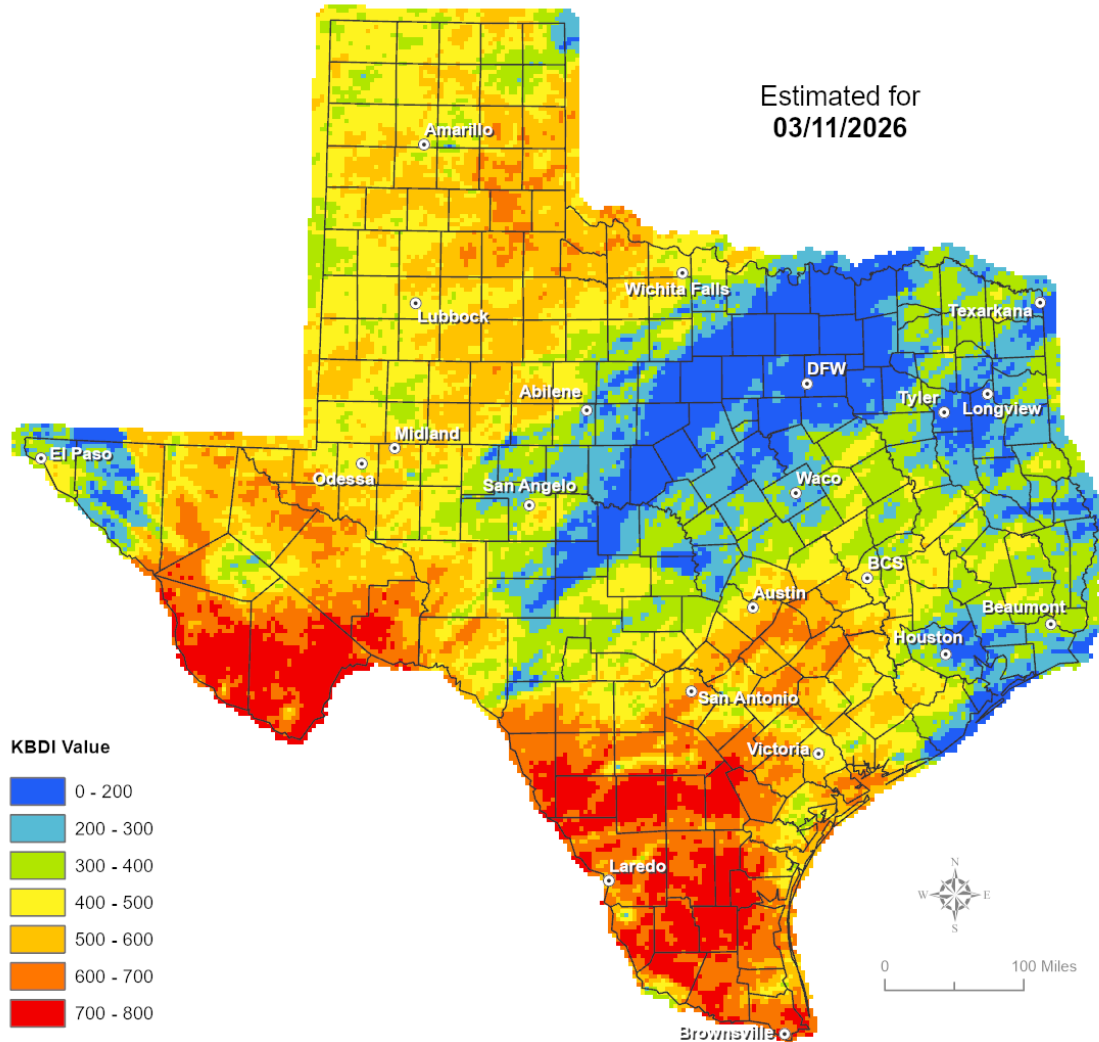 Estimated for
03/11/2026
Amarillo
Wichita Falls
Lubbock
Texarkana
DFW
Abilene
Tyler
Longview
Midland
El Paso
Odessa
San Angelo
Waco
BCS
Austin
Beaumont
Houston
San Antonio
Victoria
KBDI Value
0 - 200
200 - 300
300 - 400
400 - 500
500 - 600
600 - 700
700 - 800
Laredo
N
W E
S
0 100 Miles
Brownsville